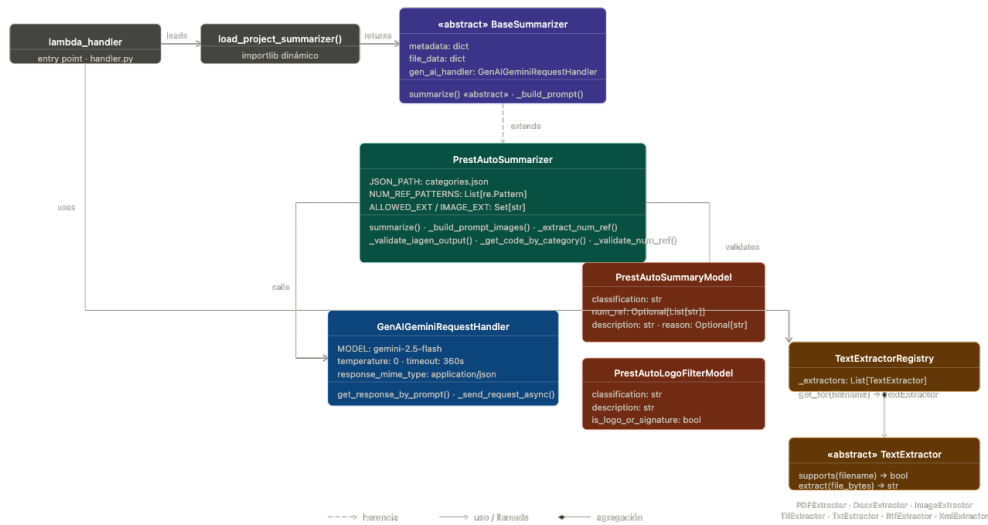 lambda_handler
entry point · handler.py
loads
load_project_summarizer()
importlib dinámico
returns
«abstract» BaseSummarizer
metadata: dict
file_data: dict
gen_ai_handler: GenAIGeminiRequestHandler
summarize() «abstract» · _build_prompt()
extends
PrestAutoSummarizer
JSON_PATH: categories.json
NUM_REF_PATTERNS: List[re.Pattern]
ALLOWED_EXT / IMAGE_EXT: Set[str]
summarize() · _build_prompt_images() · _extract_num_ref()
_validate_iagen_output() · _get_code_by_category() · _validate_num_ref()
uses
calls
validates
PrestAutoSummaryModel
classification: str
num_ref: Optional[List[str]]
description: str · reason: Optional[str]
GenAIGeminiRequestHandler
MODEL: gemini-2.5-flash
temperature: 0 · timeout: 360s
response_mime_type: application/json
get_response_by_prompt() · _send_request_async()
PrestAutoLogoFilterModel
classification: str
description: str
is_logo_or_signature: bool
TextExtractorRegistry
_extractors: List[TextExtractor]
get_for(filename) → TextExtractor
«abstract» TextExtractor
supports(filename) → bool
extract(file_bytes) → str
PDFExtractor · DocxExtractor · ImageExtractor
TifExtractor · TxtExtractor · RtfExtractor · XmlExtractor
herencia
uso / llamada
agregación